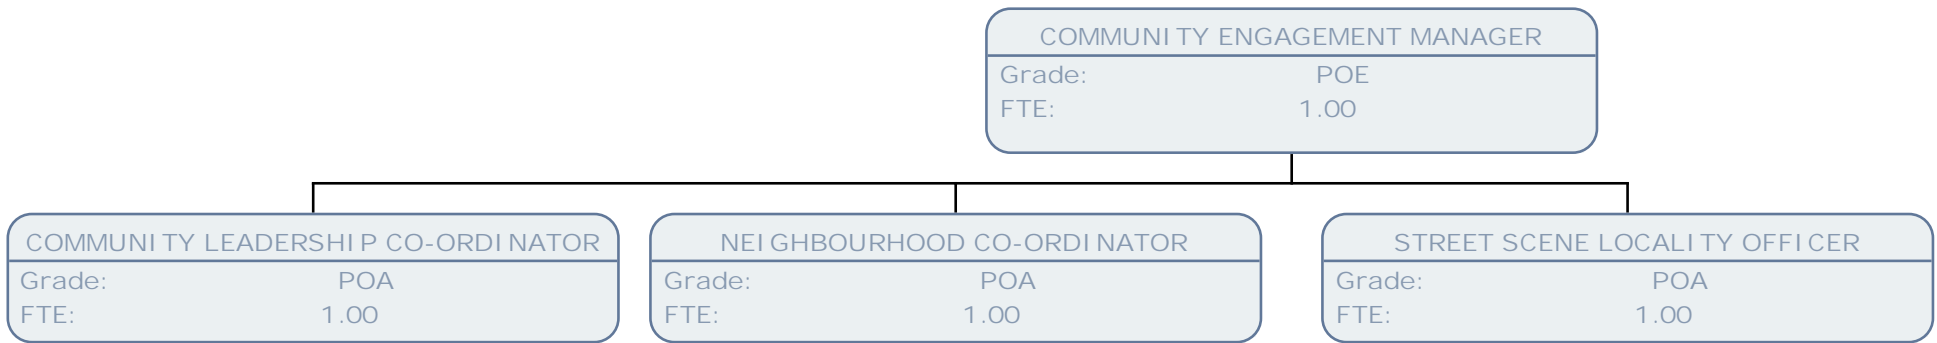 COMMUNITY ENGAGEMENT MANAGER
Grade: POE
FTE: 1.00
COMMUNITY LEADERSHIP CO-ORDINATOR
Grade: POA
FTE: 1.00
NEIGHBOURHOOD CO-ORDINATOR
Grade: POA
FTE: 1.00
STREET SCENE LOCALITY OFFICER
Grade: POA
FTE: 1.00